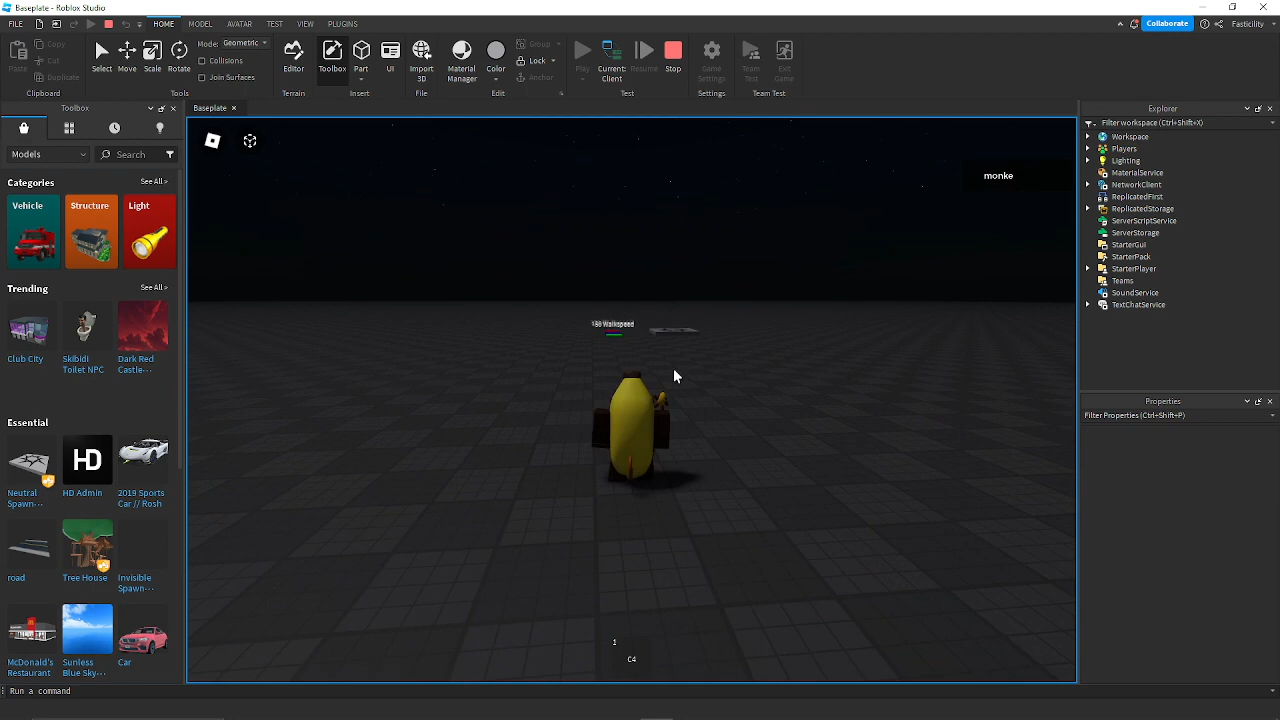 Baseplate - Roblox Studio
FILE
HOME
MODEL
AVATAR
TEST
VIEW
PLUGINS
Collaborate
Fasticility
Paste
Copy
Cut
Duplicate
Clipboard
Select
Move
Scale
Rotate
Mode: Geometric
Collisions
Join Surfaces
Tools
Editor
Terrain
Toolbox
Part
UI
Insert
Import
3D
File
Material
Manager
Color
Group
Lock
Anchor
Edit
Play
Current:
Client
Resume
Stop
Test
Game
Settings
Settings
Team
Test
Exit
Game
Team Test
Toolbox
Models
Search
Categories
See All »
Vehicle
Structure
Light
Trending
See All »
Club City
Skibidi
Toilet NPC
Dark Red
Castle-··
Essential
Neutral
Spawn-··
HD
HD Admin
2019 Sports
Car // Rosh
road
Tree House
Invisible
Spawn-··
McDonald's
Restaurant
Sunless
Blue Sky-··
Car
Baseplate
monke
Walkspeed
1
C4
Explorer
Filter workspace (Ctrl+Shift+X)
Workspace
Players
Lighting
MaterialService
NetworkClient
ReplicatedFirst
ReplicatedStorage
ServerScriptService
ServerStorage
StarterGui
StarterPack
StarterPlayer
Teams
SoundService
TextChatService
Properties
Filter Properties (Ctrl+Shift+P)
Run a command